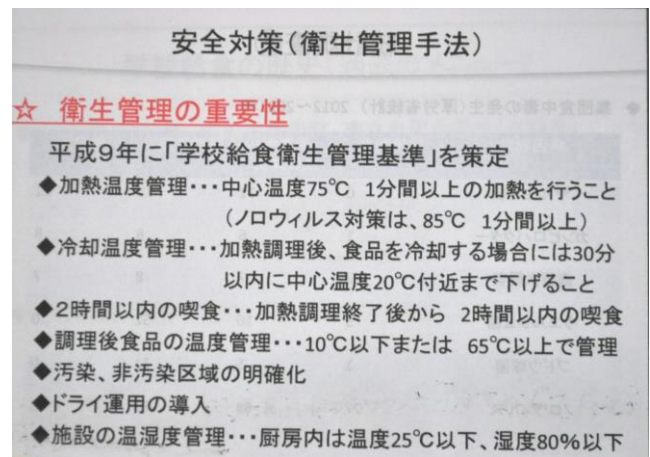 安全対策(衛生管理手法)
☆ 衛生管理の重要性
平成9年に「学校給食衛生管理基準」を策定
◆加熱温度管理･･･中心温度75℃ 1分間以上の加熱を行うこと
(ノロウィルス対策は、85℃ 1分間以上)
◆冷却温度管理･･･加熱調理後、食品を冷却する場合には30分
以内に中心温度20℃付近まで下げること
◆2時間以内の喫食･･･加熱調理終了後から 2時間以内の喫食
◆調理後食品の温度管理･･･10℃以下または 65℃以上で管理
◆汚染、非汚染区域の明確化
◆ドライ運用の導入
◆施設の温湿度管理･･･厨房内は温度25℃以下、湿度80%以下